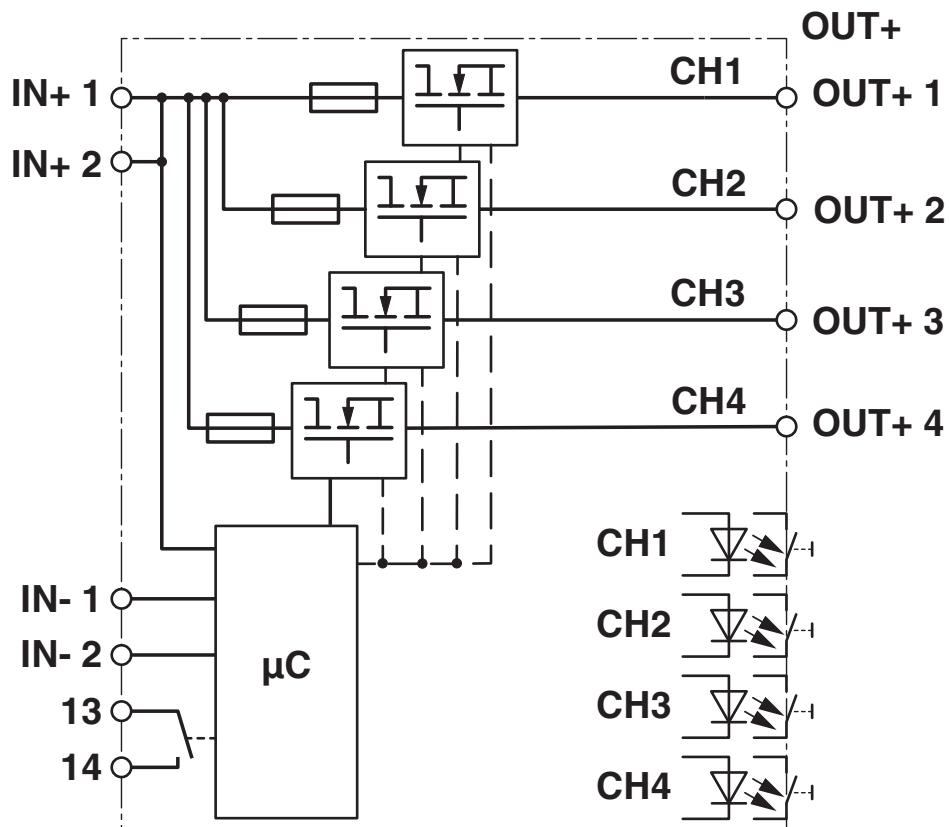 OUT+
IN+ 1
CH1
OUT+ 1
IN+ 2
CH2
OUT+ 2
CH3
OUT+ 3
CH4
OUT+ 4
CH1
IN- 1
CH2
IN- 2
µC
CH3
13
14
CH4